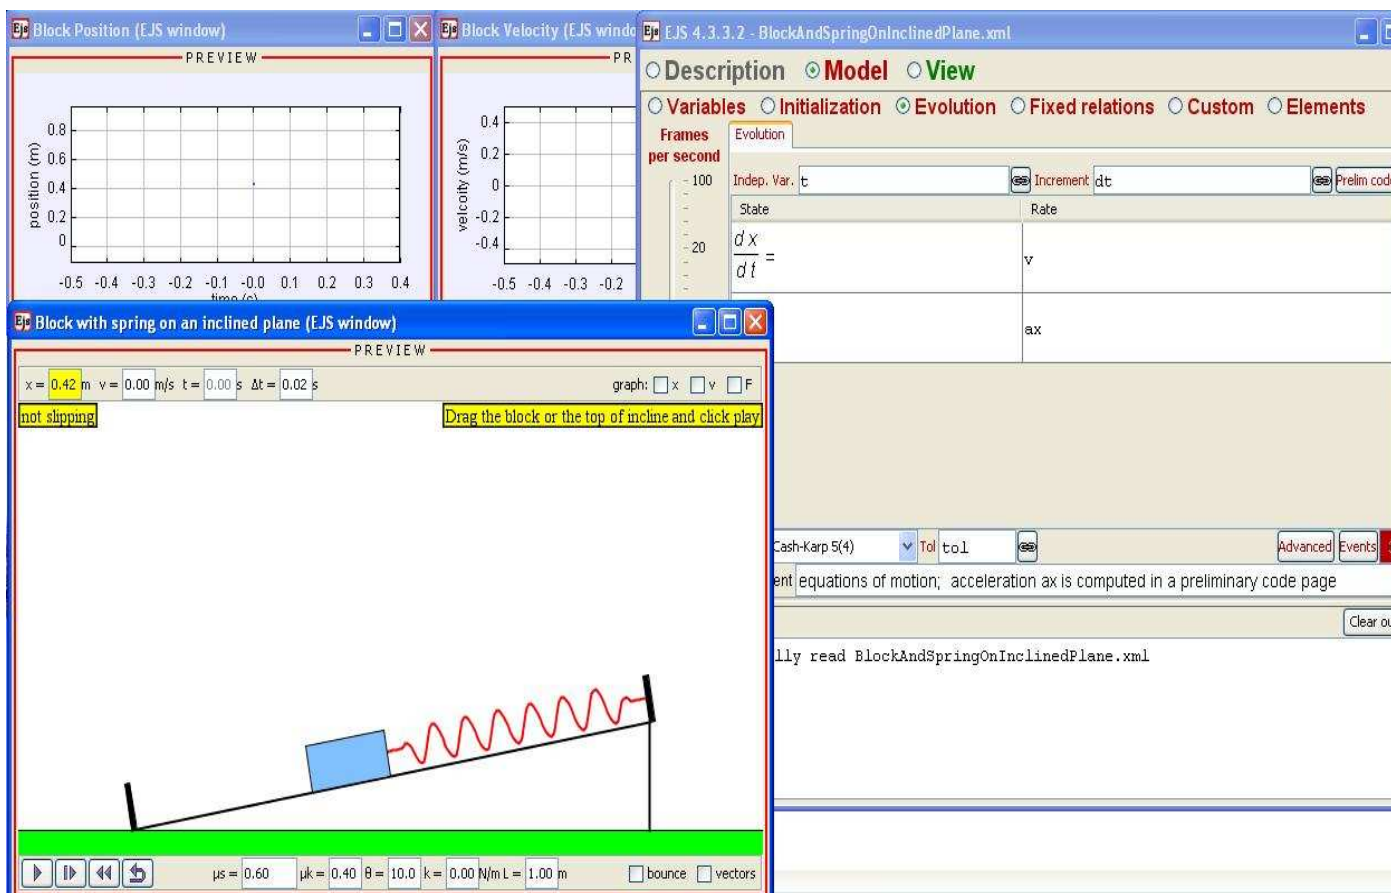 Block Position (EJS window)
PREVIEW
position (m)
0.8
0.6
0.4
0.2
0
-0.5 -0.4 -0.3 -0.2 -0.1 -0.0 0.1 0.2 0.3 0.4
time (s)
Block Velocity (EJS windo
PR
velcoity (m/s)
0.4
0.2
0
-0.2
-0.4
-0.5 -0.4 -0.3 -0.2
EJS 4.3.3.2 - BlockAndSpringOnInclinedPlane.xml
Description Model View
Variables Initialization Evolution Fixed relations Custom Elements
Frames
per second
100
20
Evolution
Indep. Var. t Increment dt Prelim code
State Rate
dx
dt =
v
ax
Cash-Karp 5(4) Tol tol Advanced Events
ent equations of motion; acceleration ax is computed in a preliminary code page
Clear ou
lly read BlockAndSpringOnInclinedPlane.xml
Block with spring on an inclined plane (EJS window)
PREVIEW
x = 0.42 m v = 0.00 m/s t = 0.00 s Δt = 0.02 s graph: x v F
not slipping
Drag the block or the top of incline and click play
μs = 0.60 μk = 0.40 θ = 10.0 k = 0.00 N/m L = 1.00 m bounce vectors